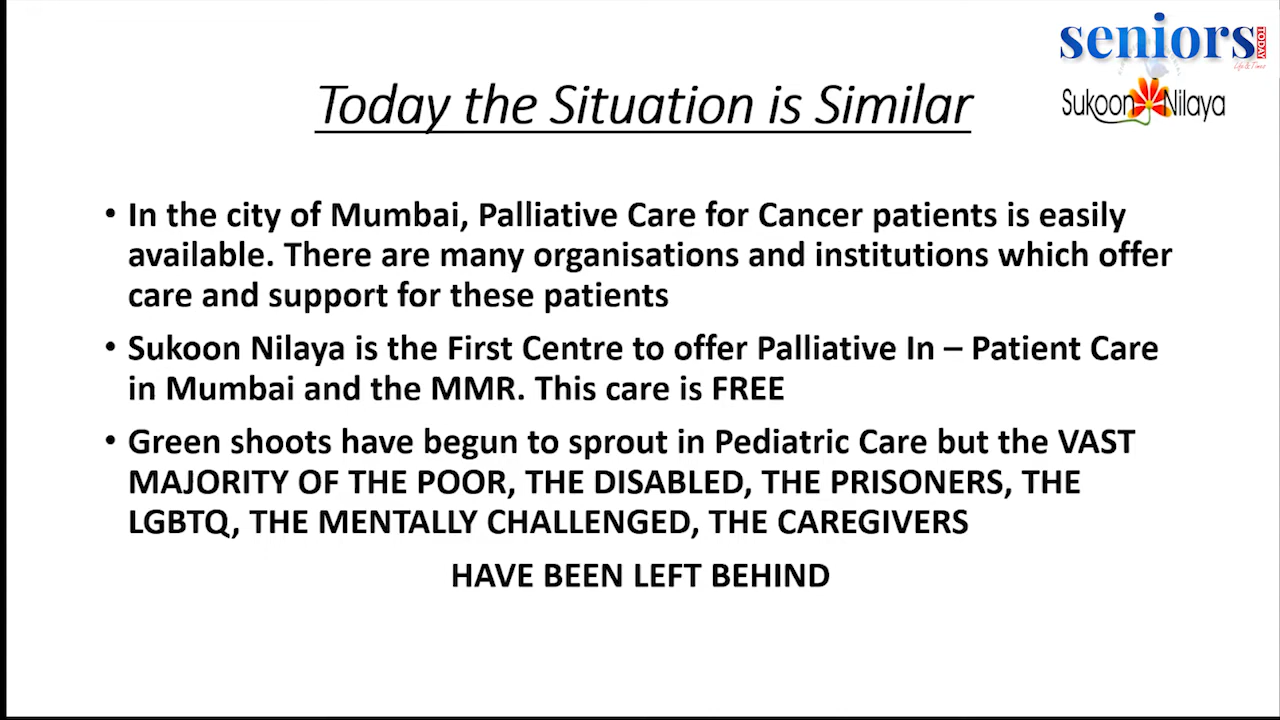 seniors
TODAY
Life & Times
Sukoon Nilaya
Today the Situation is Similar
• In the city of Mumbai, Palliative Care for Cancer patients is easily
available. There are many organisations and institutions which offer
care and support for these patients
• Sukoon Nilaya is the First Centre to offer Palliative In – Patient Care
in Mumbai and the MMR. This care is FREE
• Green shoots have begun to sprout in Pediatric Care but the VAST
MAJORITY OF THE POOR, THE DISABLED, THE PRISONERS, THE
LGBTQ, THE MENTALLY CHALLENGED, THE CAREGIVERS
HAVE BEEN LEFT BEHIND